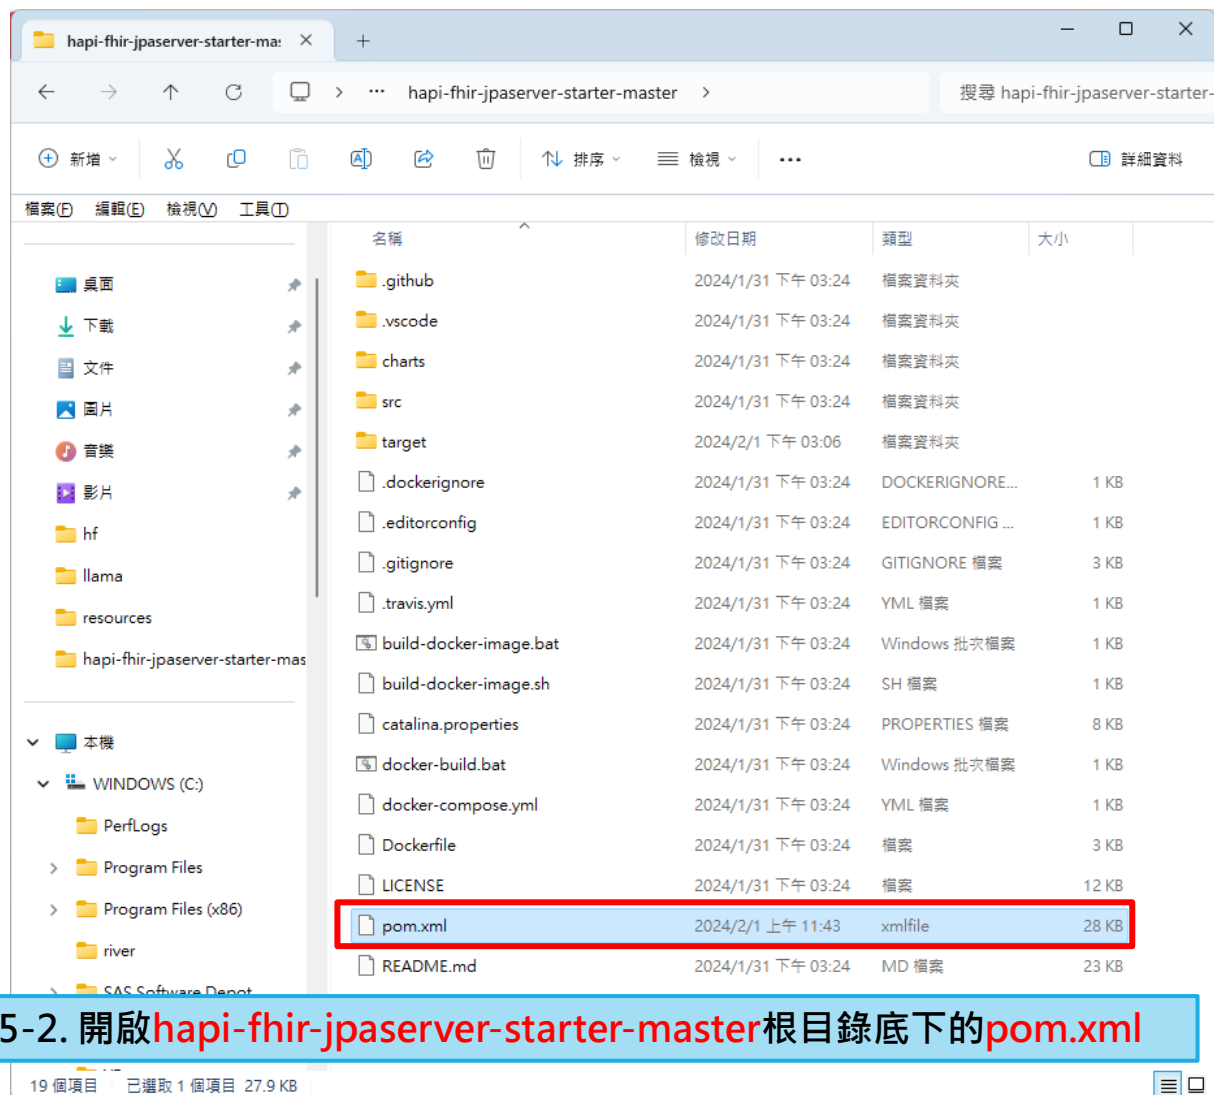 hapi-fhir-jpaserver-starter-ma
hapi-fhir-jpaserver-starter-master
搜尋 hapi-fhir-jpaserver-starter-
新增
排序
檢視
詳細資料
檔案(F) 編輯(E) 檢視(V) 工具(T)
名稱 修改日期 類型 大小
桌面
下載
文件
圖片
音樂
影片
hf
llama
resources
hapi-fhir-jpaserver-starter-mas
本機
WINDOWS (C:)
PerfLogs
Program Files
Program Files (x86)
river
SAS Software Depot
.github 2024/1/31 下午 03:24 檔案資料夾
.vscode 2024/1/31 下午 03:24 檔案資料夾
charts 2024/1/31 下午 03:24 檔案資料夾
src 2024/1/31 下午 03:24 檔案資料夾
target 2024/2/1 下午 03:06 檔案資料夾
.dockerignore 2024/1/31 下午 03:24 DOCKERIGNORE... 1 KB
.editorconfig 2024/1/31 下午 03:24 EDITORCONFIG ... 1 KB
.gitignore 2024/1/31 下午 03:24 GITIGNORE 檔案 3 KB
.travis.yml 2024/1/31 下午 03:24 YML 檔案 1 KB
build-docker-image.bat 2024/1/31 下午 03:24 Windows 批次檔案 1 KB
build-docker-image.sh 2024/1/31 下午 03:24 SH 檔案 1 KB
catalina.properties 2024/1/31 下午 03:24 PROPERTIES 檔案 8 KB
docker-build.bat 2024/1/31 下午 03:24 Windows 批次檔案 1 KB
docker-compose.yml 2024/1/31 下午 03:24 YML 檔案 1 KB
Dockerfile 2024/1/31 下午 03:24 檔案 3 KB
LICENSE 2024/1/31 下午 03:24 檔案 12 KB
pom.xml 2024/2/1 上午 11:43 xmlfile 28 KB
README.md 2024/1/31 下午 03:24 MD 檔案 23 KB
5-2. 開啟hapi-fhir-jpaserver-starter-master根目錄底下的pom.xml
19 個項目 已選取 1 個項目 27.9 KB